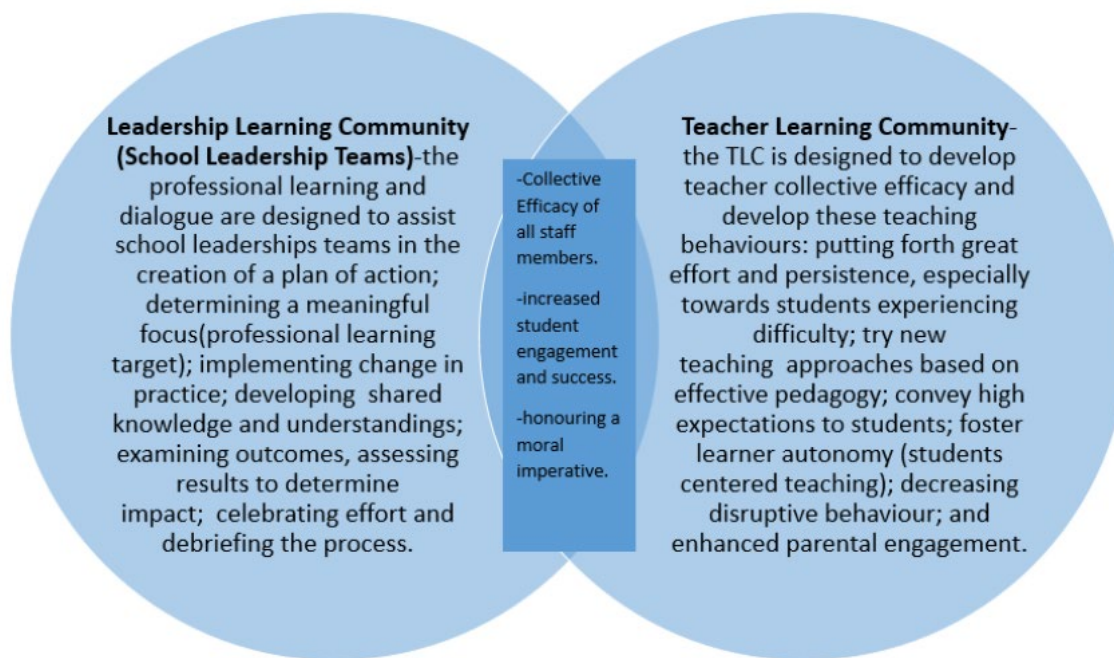 Leadership Learning Community
(School Leadership Teams)-the
professional learning and
dialogue are designed to assist
school leaderships teams in the
creation of a plan of action;
determining a meaningful
focus(professional learning
target); implementing change in
practice; developing shared
knowledge and understandings;
examining outcomes, assessing
results to determine
impact; celebrating effort and
debriefing the process.
-Collective
Efficacy of
all staff
members.
-increased
student
engagement
and success.
-honouring a
moral
imperative.
Teacher Learning Community-
the TLC is designed to develop
teacher collective efficacy and
develop these teaching
behaviours: putting forth great
effort and persistence, especially
towards students experiencing
difficulty; try new
teaching approaches based on
effective pedagogy; convey high
expectations to students; foster
learner autonomy (students
centered teaching); decreasing
disruptive behaviour; and
enhanced parental engagement.